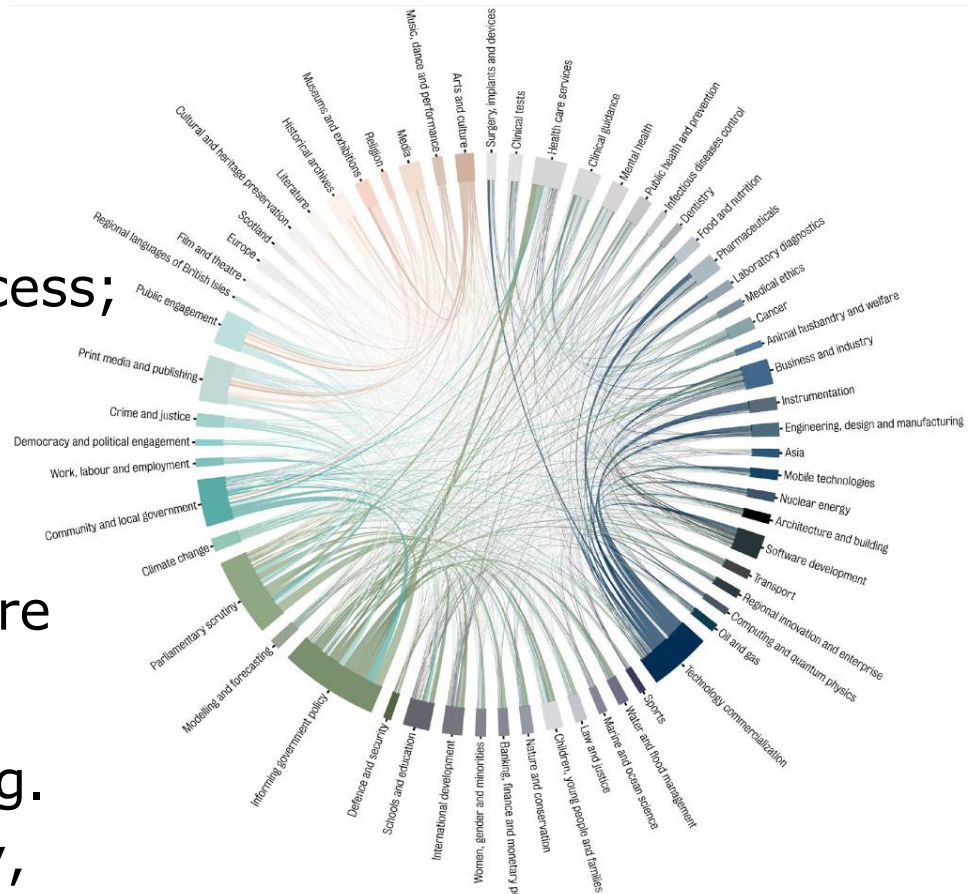 cess;
re
g.
Music, dance and performance
Arts and culture
Surgery, implants and devices
Clinical tests
Health care services
Clinical guidance
Mental health
Public health and prevention
Infectious diseases control
Dentistry
Food and nutrition
Pharmaceuticals
Laboratory diagnostics
Medical ethics
Cancer
Animal husbandry and welfare
Business and industry
Instrumentation
Engineering, design and manufacturing
Asia
Mobile technologies
Nuclear energy
Architecture and building
Software development
Transport
Regional innovation and enterprise
Computing and quantum physics
Oil and gas
Technology commercialization
Sports
Water and flood management
Marine and ocean science
Law and justice
Children, young people and families
Nature and conservation
Banking, finance and monetary p
Women, gender and minorities
International development
Schools and education
Defence and security
Informing government policy
Modelling and forecasting
Parliamentary scrutiny
Climate change
Community and local government
Work, labour and employment
Democracy and political engagement
Crime and justice
Print media and publishing
Public engagement
Regional languages of British Isles
Film and theatre
Europe
Scotland
Cultural and heritage preservation
Literature
Historical archives
Museums and exhibitions
Religion
Media